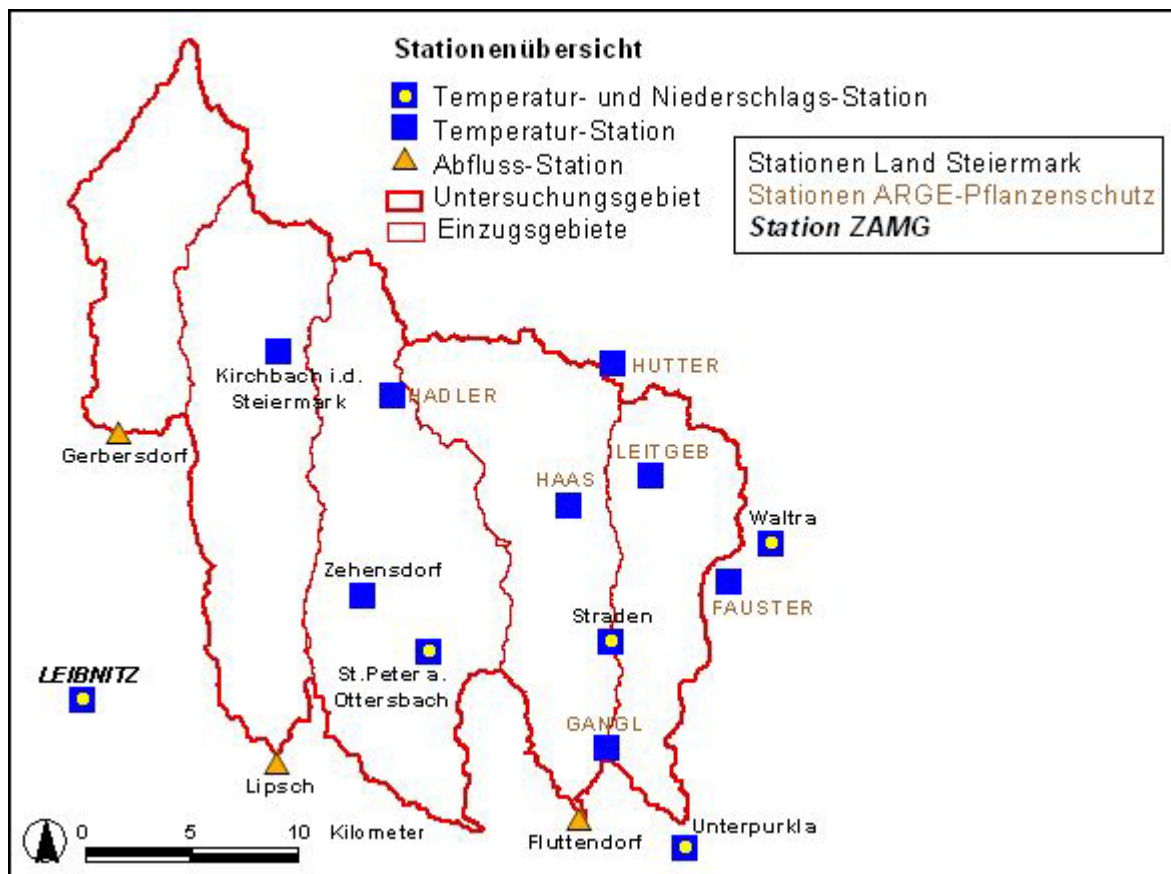 Stationenübersicht
Temperatur- und Niederschlags-Station
Temperatur-Station
Abfluss-Station
Untersuchungsgebiet
Einzugsgebiete
Stationen Land Steiermark
Stationen ARGE-Pflanzenschutz
Station ZAMG
Kirchbach i.d.
Steiermark
HADLER
HUTTER
Gerbersdorf
LEITGEB
HAAS
Waltra
Zehensdorf
FAUSTER
Straden
LEIBNITZ
St.Peter a.
Ottersbach
GANGL
Lipsch
0 5 10 Kilometer
Fluttendorf
Unterpurkla